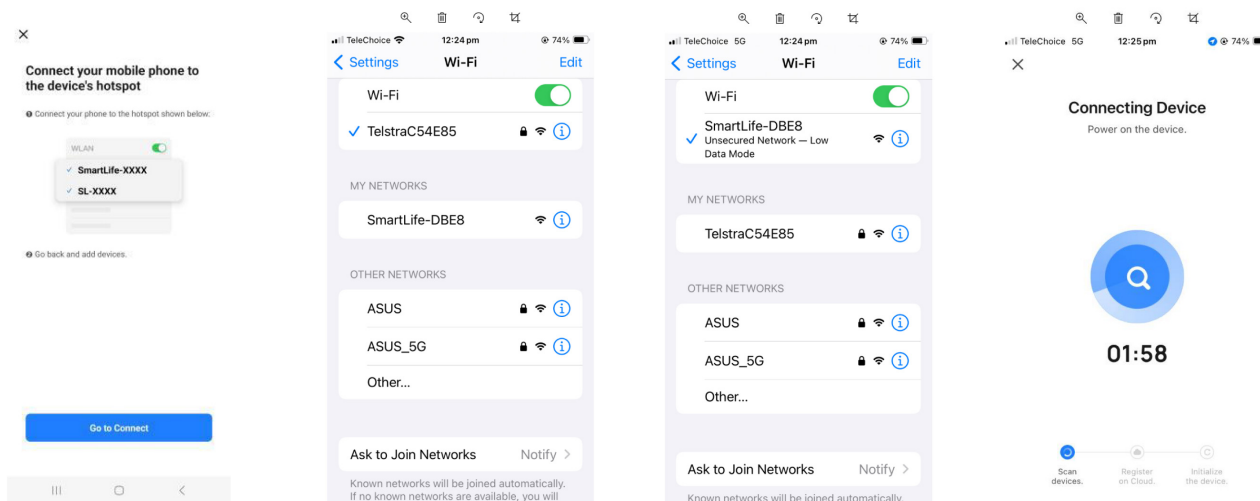 Connect your mobile phone to
the device's hotspot
❶ Connect your phone to the hotspot shown below:
WLAN
SmartLife-XXXX
SL-XXXX
❷ Go back and add devices.
Go to Connect
TeleChoice 12:24 pm 74%
Settings Wi-Fi Edit
Wi-Fi
TelstraC54E85
MY NETWORKS
SmartLife-DBE8
OTHER NETWORKS
ASUS
ASUS_5G
Other...
Ask to Join Networks Notify
Known networks will be joined automatically.
If no known networks are available, you will
TeleChoice 5G 12:24 pm 74%
Settings Wi-Fi Edit
Wi-Fi
SmartLife-DBE8
Unsecured Network — Low
Data Mode
MY NETWORKS
TelstraC54E85
OTHER NETWORKS
ASUS
ASUS_5G
Other...
Ask to Join Networks Notify
Known networks will be joined automatically.
TeleChoice 5G 12:25 pm 74%
Connecting Device
Power on the device.
01:58
Scan
devices.
Register
on Cloud.
Initialize
the device.